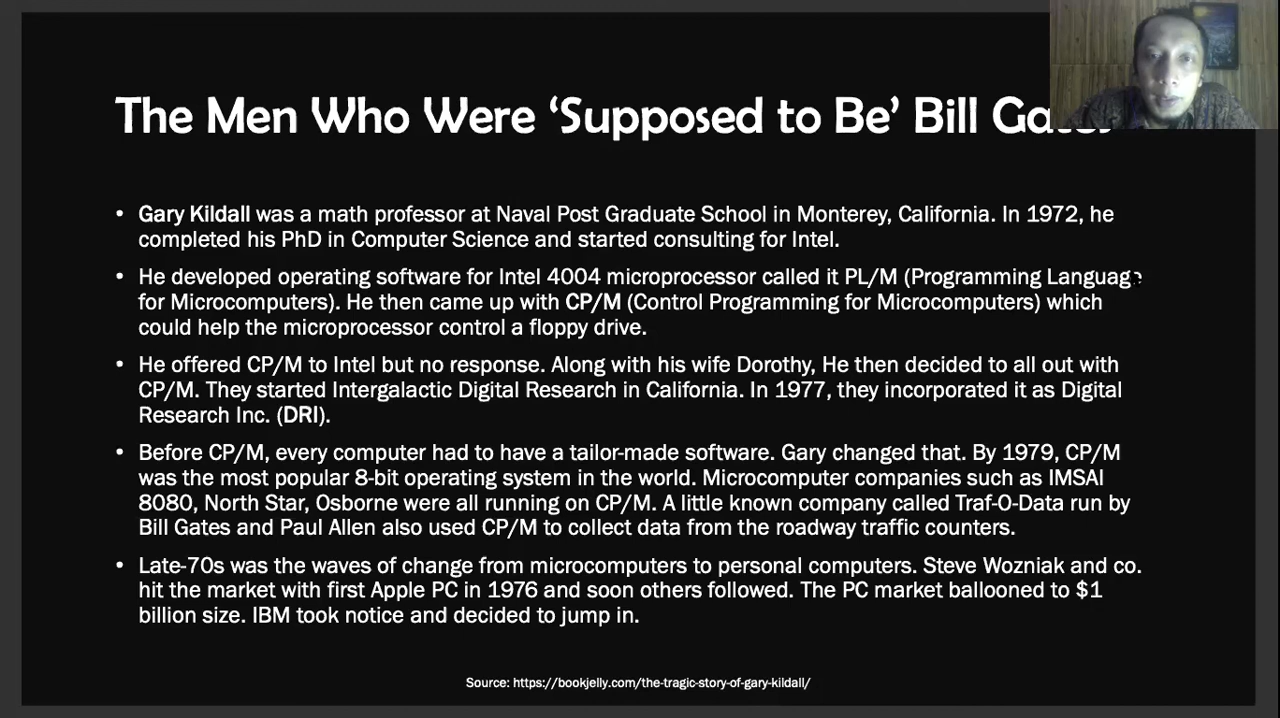 The Men Who Were ‘Supposed to Be’ Bill
• Gary Kildall was a math professor at Naval Post Graduate School in Monterey, California. In 1972, he
completed his PhD in Computer Science and started consulting for Intel.
• He developed operating software for Intel 4004 microprocessor called it PL/M (Programming Languag
for Microcomputers). He then came up with CP/M (Control Programming for Microcomputers) which
could help the microprocessor control a floppy drive.
• He offered CP/M to Intel but no response. Along with his wife Dorothy, He then decided to all out with
CP/M. They started Intergalactic Digital Research in California. In 1977, they incorporated it as Digital
Research Inc. (DRI).
• Before CP/M, every computer had to have a tailor-made software. Gary changed that. By 1979, CP/M
was the most popular 8-bit operating system in the world. Microcomputer companies such as IMSAI
8080, North Star, Osborne were all running on CP/M. A little known company called Traf-O-Data run by
Bill Gates and Paul Allen also used CP/M to collect data from the roadway traffic counters.
• Late-70s was the waves of change from microcomputers to personal computers. Steve Wozniak and co.
hit the market with first Apple PC in 1976 and soon others followed. The PC market ballooned to $1
billion size. IBM took notice and decided to jump in.
Source: https://bookjelly.com/the-tragic-story-of-gary-kildall/